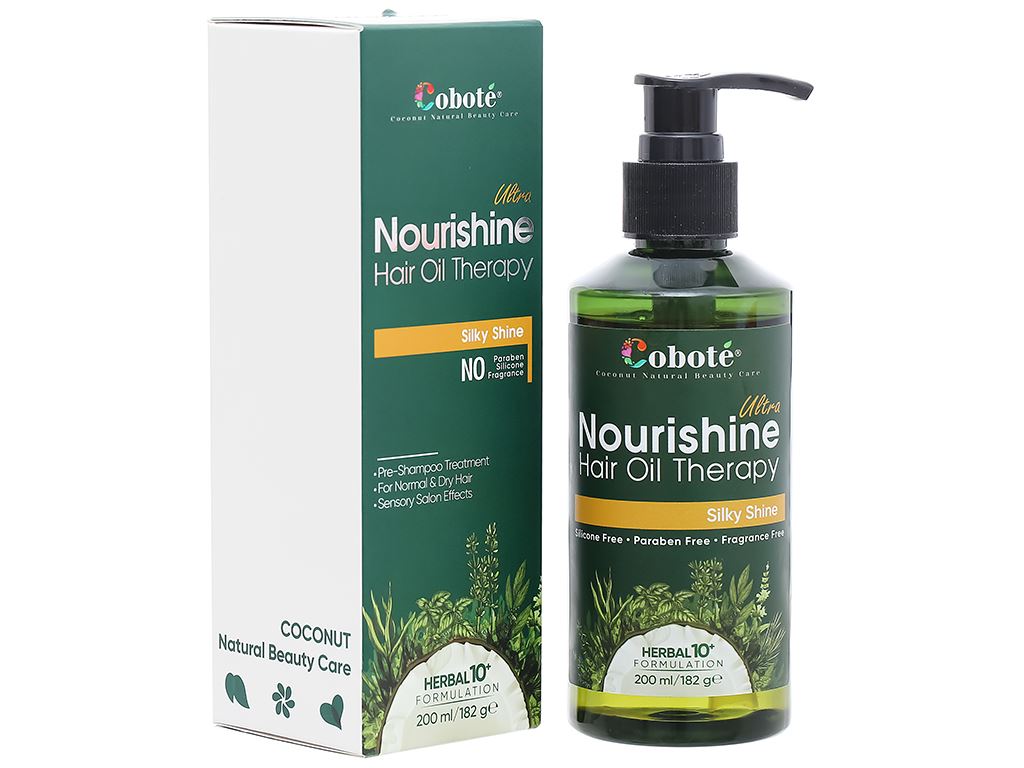 Coboté®
Coconut Natural Beauty Care
Ultra
Nourishine
Hair Oil Therapy
Silky Shine
NO Paraben
Silicone
Fragrance
• Pre-Shampoo Treatment
• For Normal & Dry Hair
• Sensory Salon Effects
HERBAL 10+
FORMULATION
200 ml/182 g℮
COCONUT
Natural Beauty Care
Coboté®
Coconut Natural Beauty Care
Ultra
Nourishine
Hair Oil Therapy
Silky Shine
Silicone Free • Paraben Free • Fragrance Free
HERBAL 10+
FORMULATION
200 ml/182 g℮